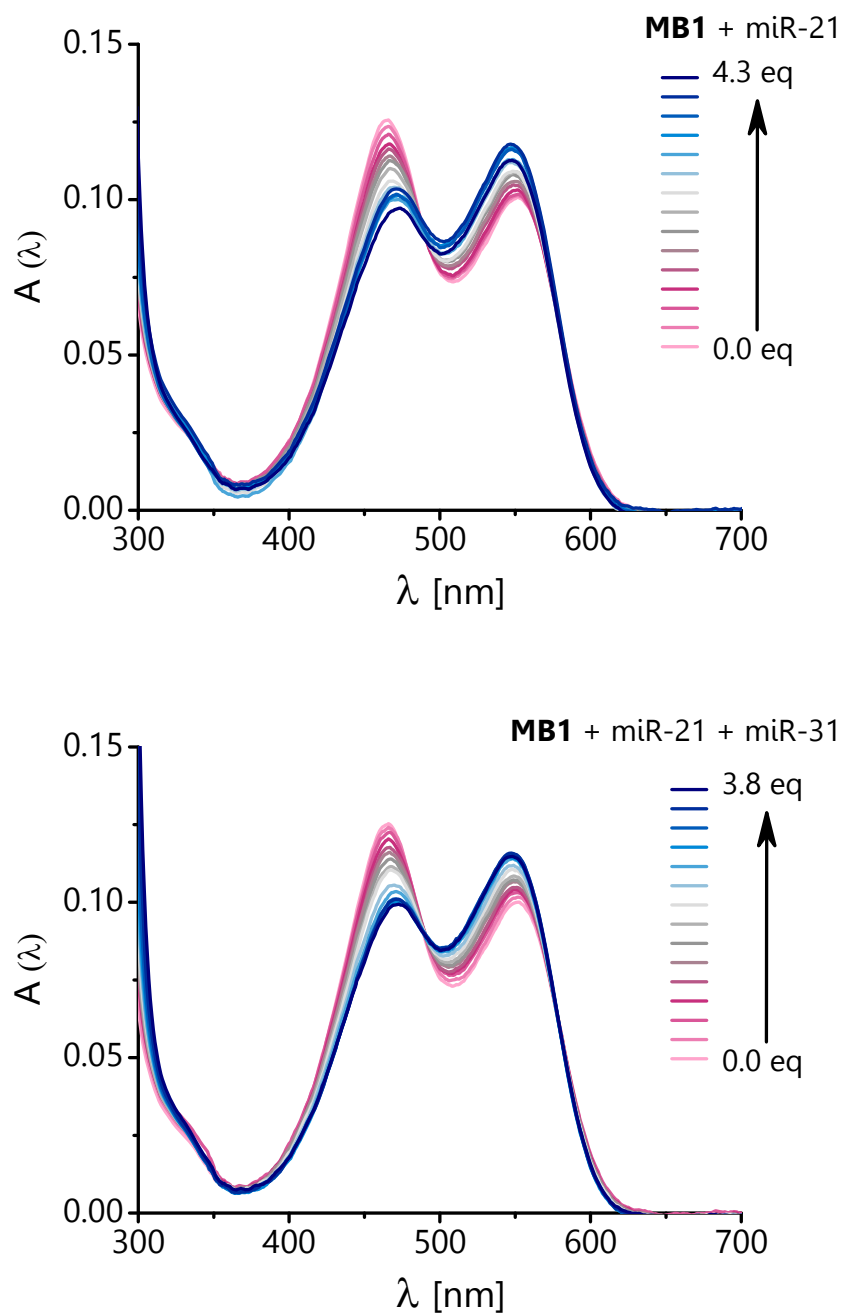 MB1 + miR-21
4.3 eq
0.0 eq
0.15
0.10
0.05
0.00
A (λ)
300 400 500 600 700
λ [nm]
MB1 + miR-21 + miR-31
3.8 eq
0.0 eq
0.15
0.10
0.05
0.00
A (λ)
300 400 500 600 700
λ [nm]